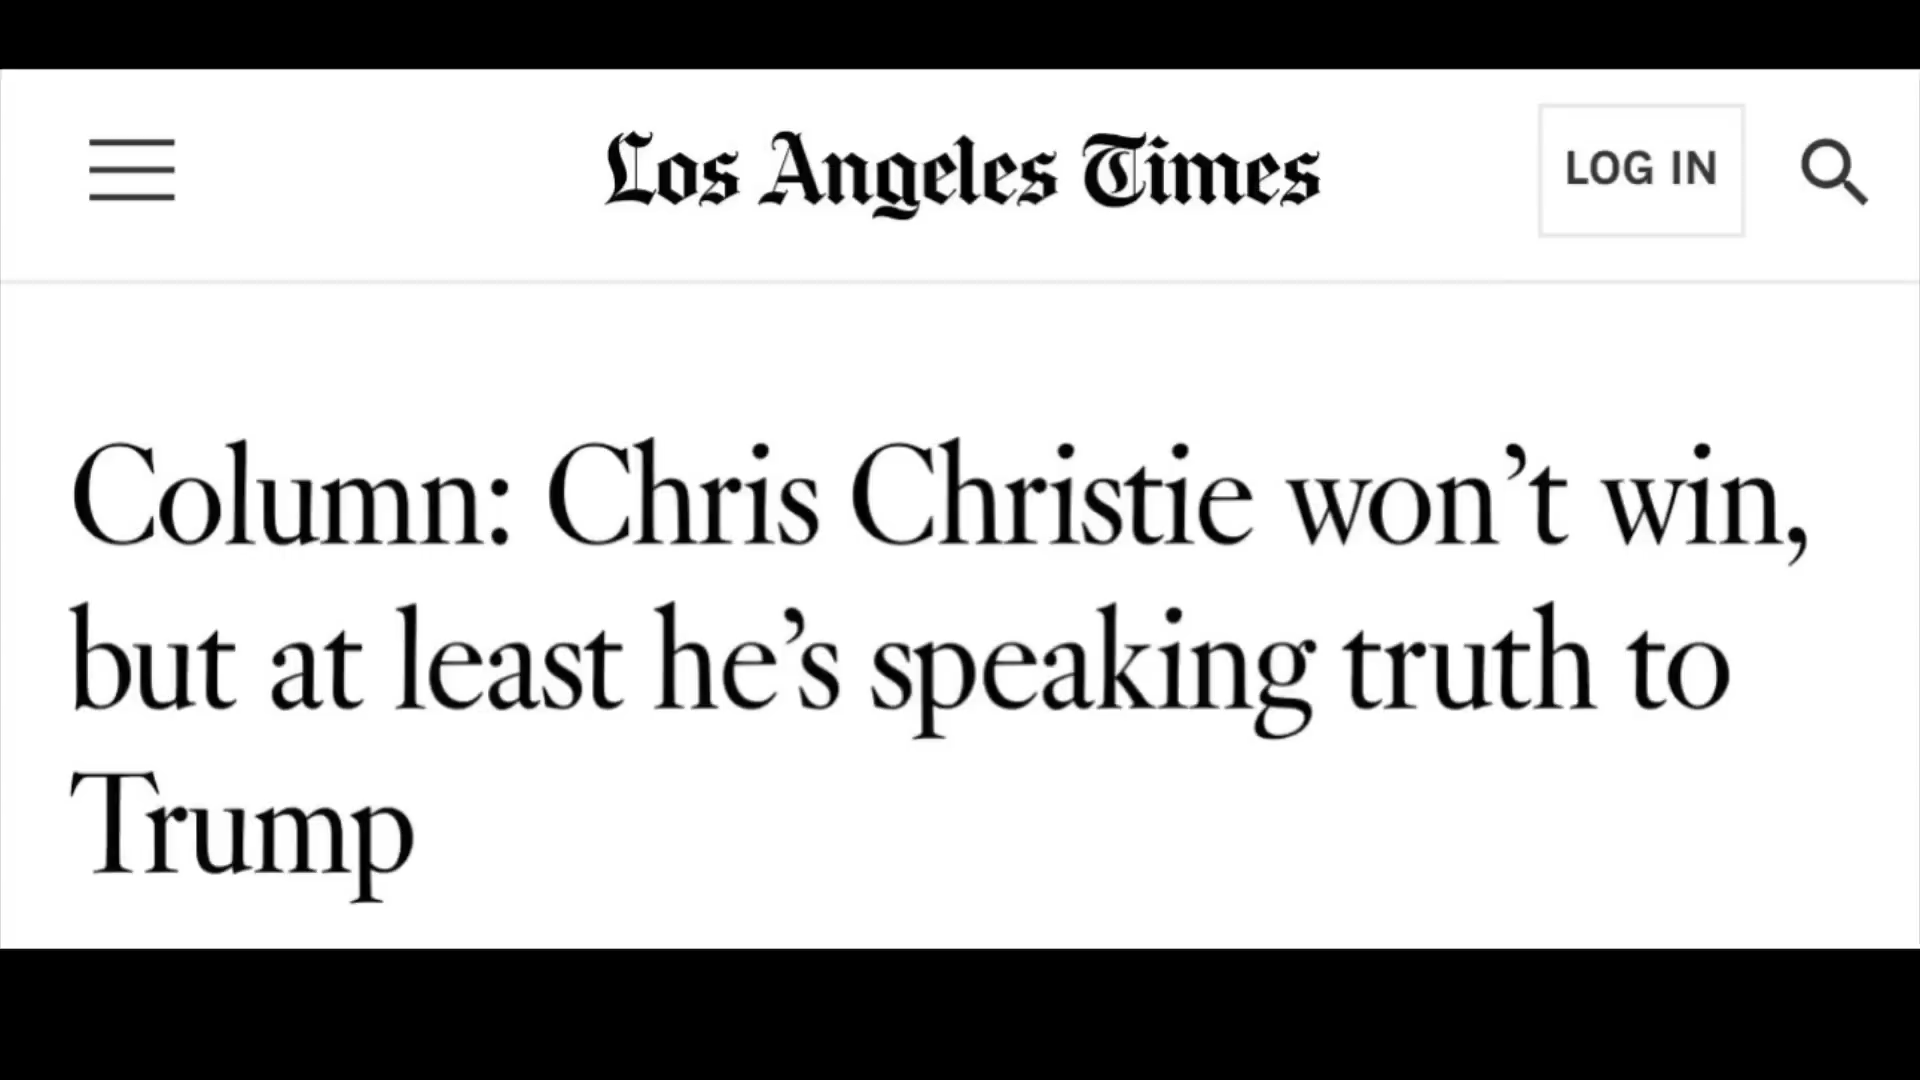 Los Angeles Times
LOG IN
Column: Chris Christie won’t win,
but at least he’s speaking truth to
Trump